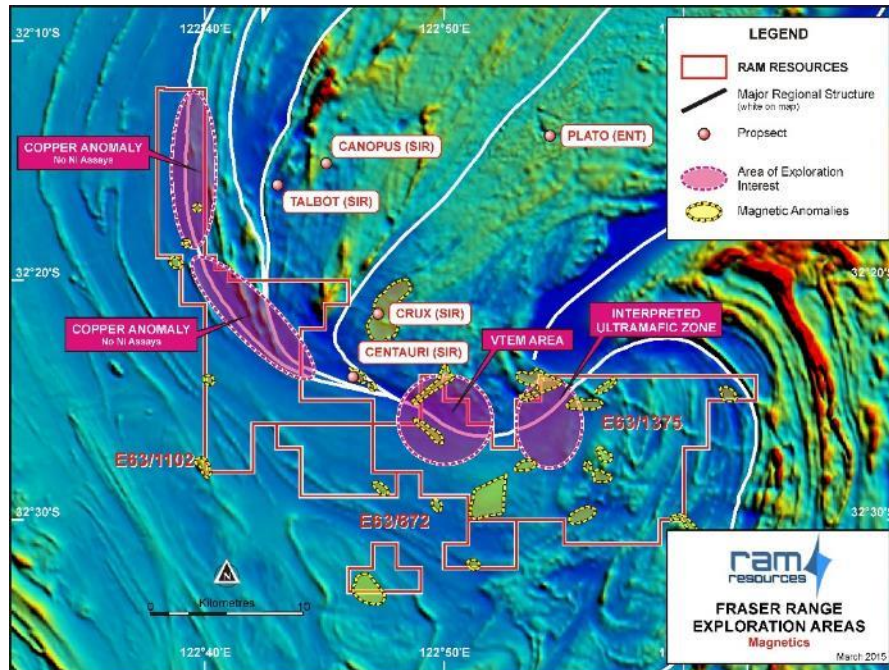 122°40'E
122°50'E
32°10'S
LEGEND
RAM RESOURCES
Major Regional Structure
(white on map)
Propsect
Area of Exploration
Interest
Magnetic Anomalies
COPPER ANOMALY
No Ni Assays
CANOPUS (SIR)
PLATO (ENT)
TALBOT (SIR)
32°20'S
32°20'S
COPPER ANOMALY
No Ni Assays
CRUX (SIR)
CENTAURI (SIR)
VTEM AREA
INTERPRETED
ULTRAMAFIC ZONE
E63/1375
E63/1102
E63/872
32°30'S
32°30'S
N
0 Kilometres 10
ram
resources
FRASER RANGE
EXPLORATION AREAS
Magnetics
March 2015
122°40'E
122°50'E